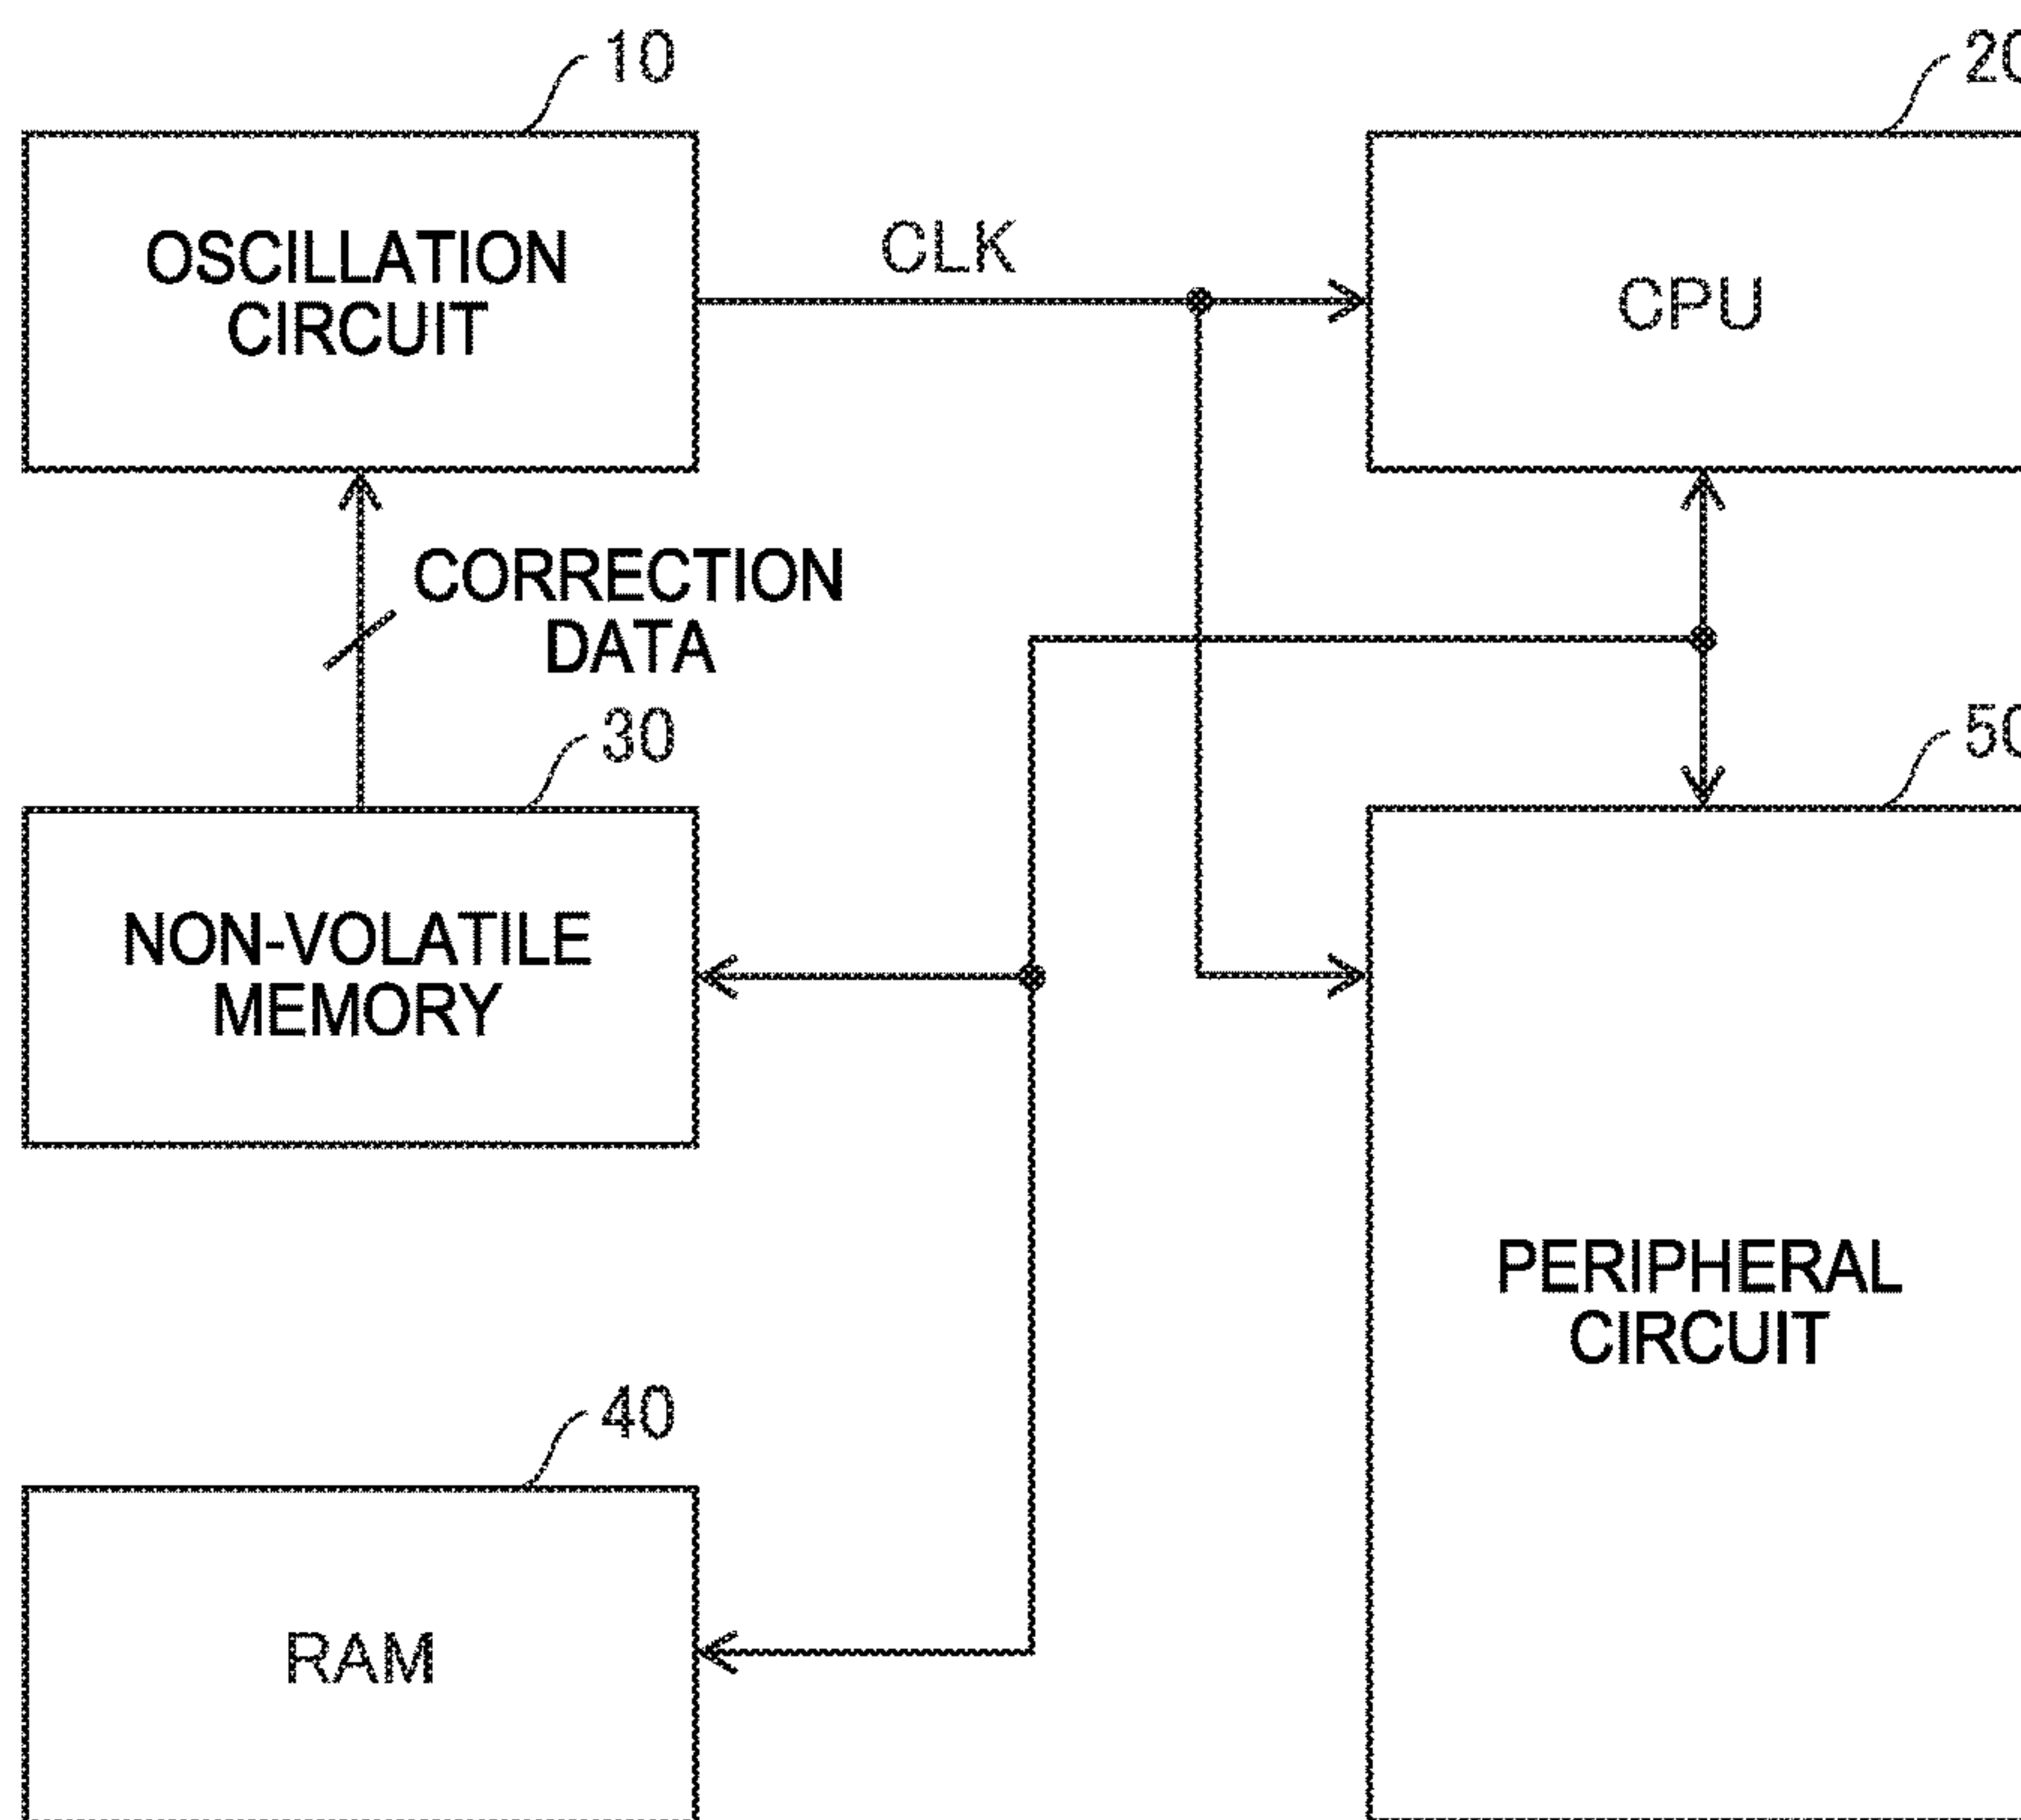 10
20
OSCILLATION
CIRCUIT
CLK
CPU
CORRECTION
DATA
30
50
NON-VOLATILE
MEMORY
PERIPHERAL
CIRCUIT
40
RAM